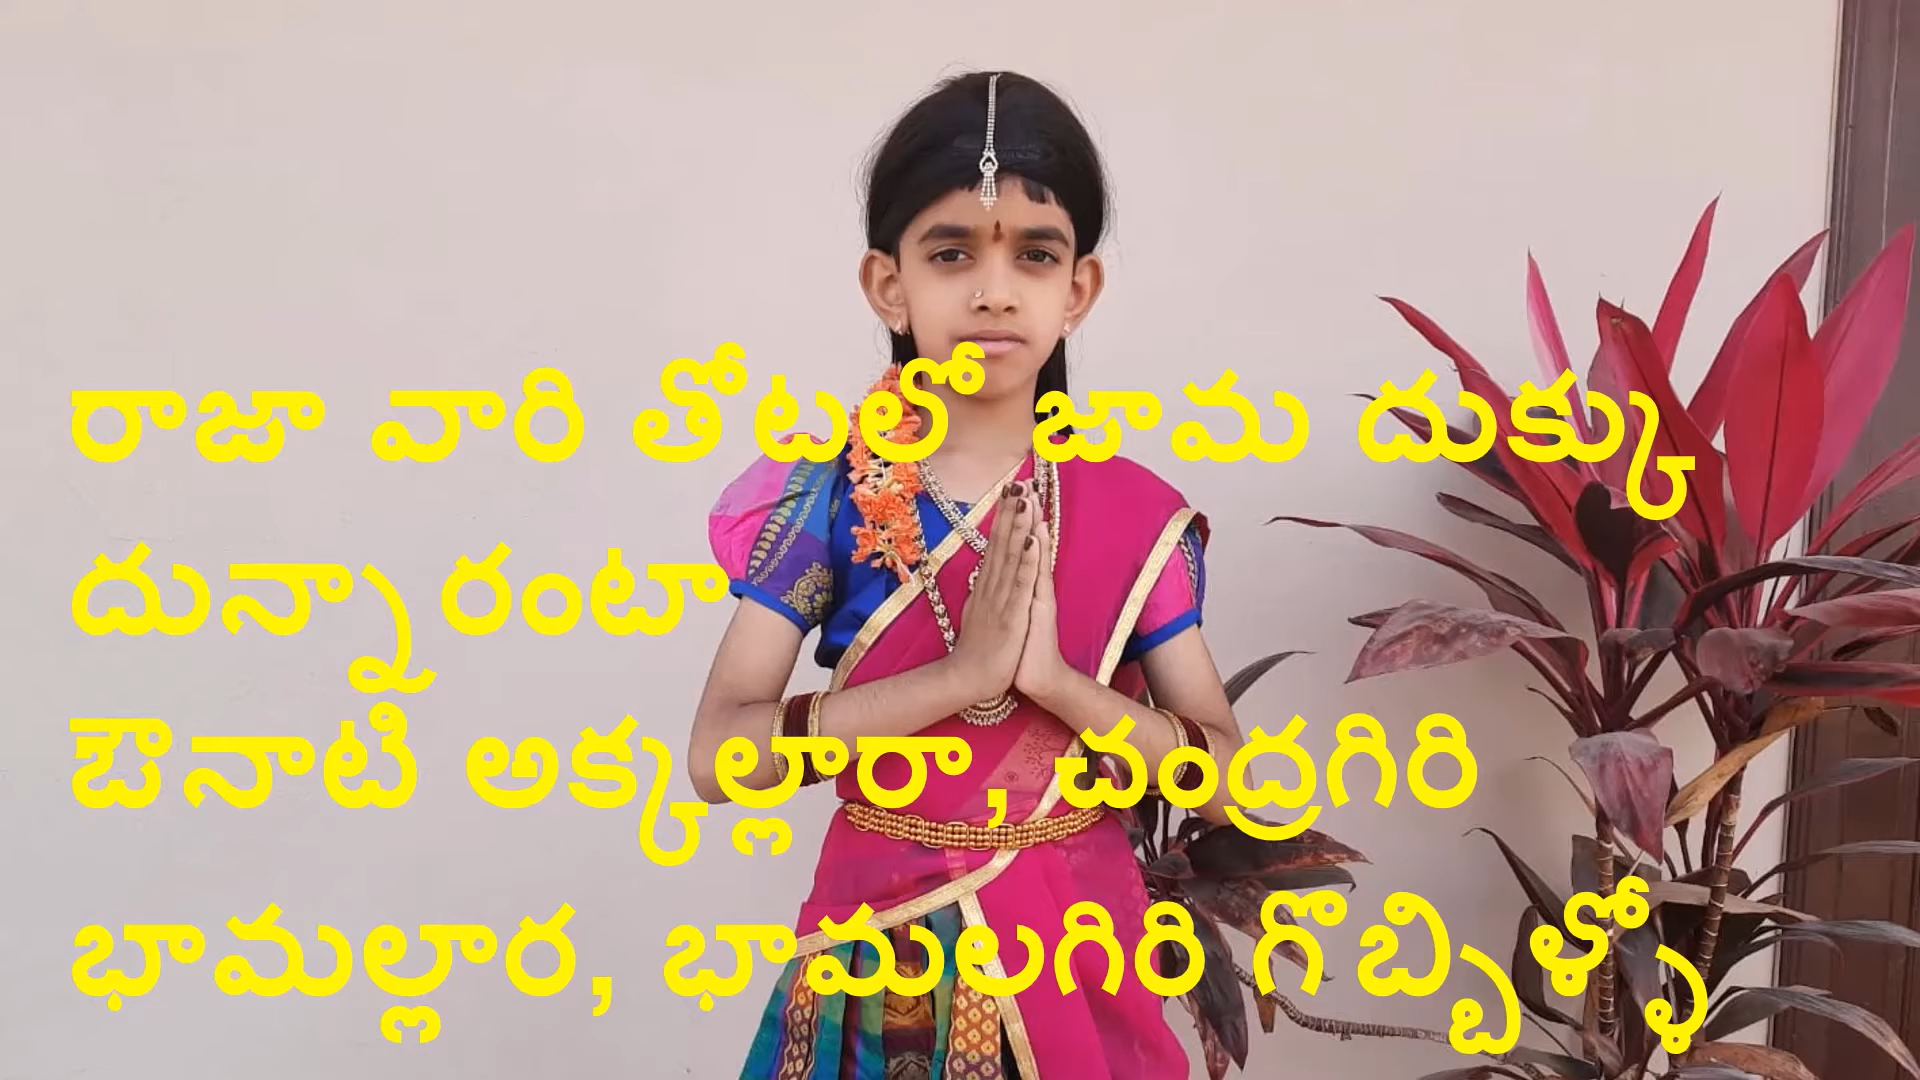 రాజా వారి తోటలో జామ దుక్కు
దున్నారంటా
ఔనాటి అక్కల్లారా, చంద్రగిరి
భామల్లార, భామలగిరి గొబ్బిళ్ళో